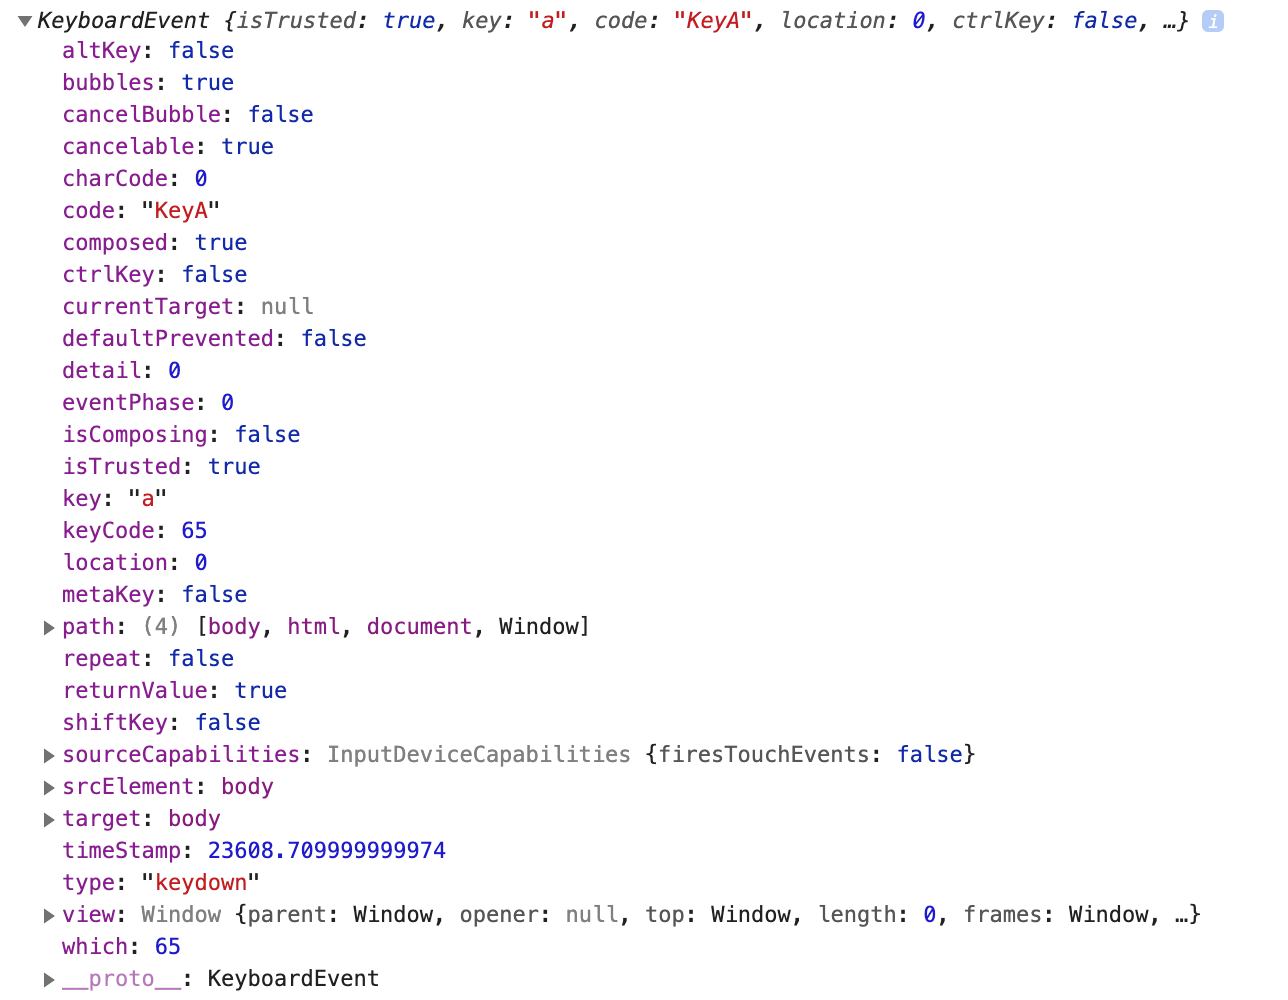 ▼KeyboardEvent {isTrusted: true, key: "a", code: "KeyA", location: 0, ctrlKey: false, …} i
altKey: false
bubbles: true
cancelBubble: false
cancelable: true
charCode: 0
code: "KeyA"
composed: true
ctrlKey: false
currentTarget: null
defaultPrevented: false
detail: 0
eventPhase: 0
isComposing: false
isTrusted: true
key: "a"
keyCode: 65
location: 0
metaKey: false
▶path: (4) [body, html, document, Window]
repeat: false
returnValue: true
shiftKey: false
▶sourceCapabilities: InputDeviceCapabilities {firesTouchEvents: false}
▶srcElement: body
▶target: body
timeStamp: 23608.709999999974
type: "keydown"
▶view: Window {parent: Window, opener: null, top: Window, length: 0, frames: Window, …}
which: 65
▶__proto__: KeyboardEvent